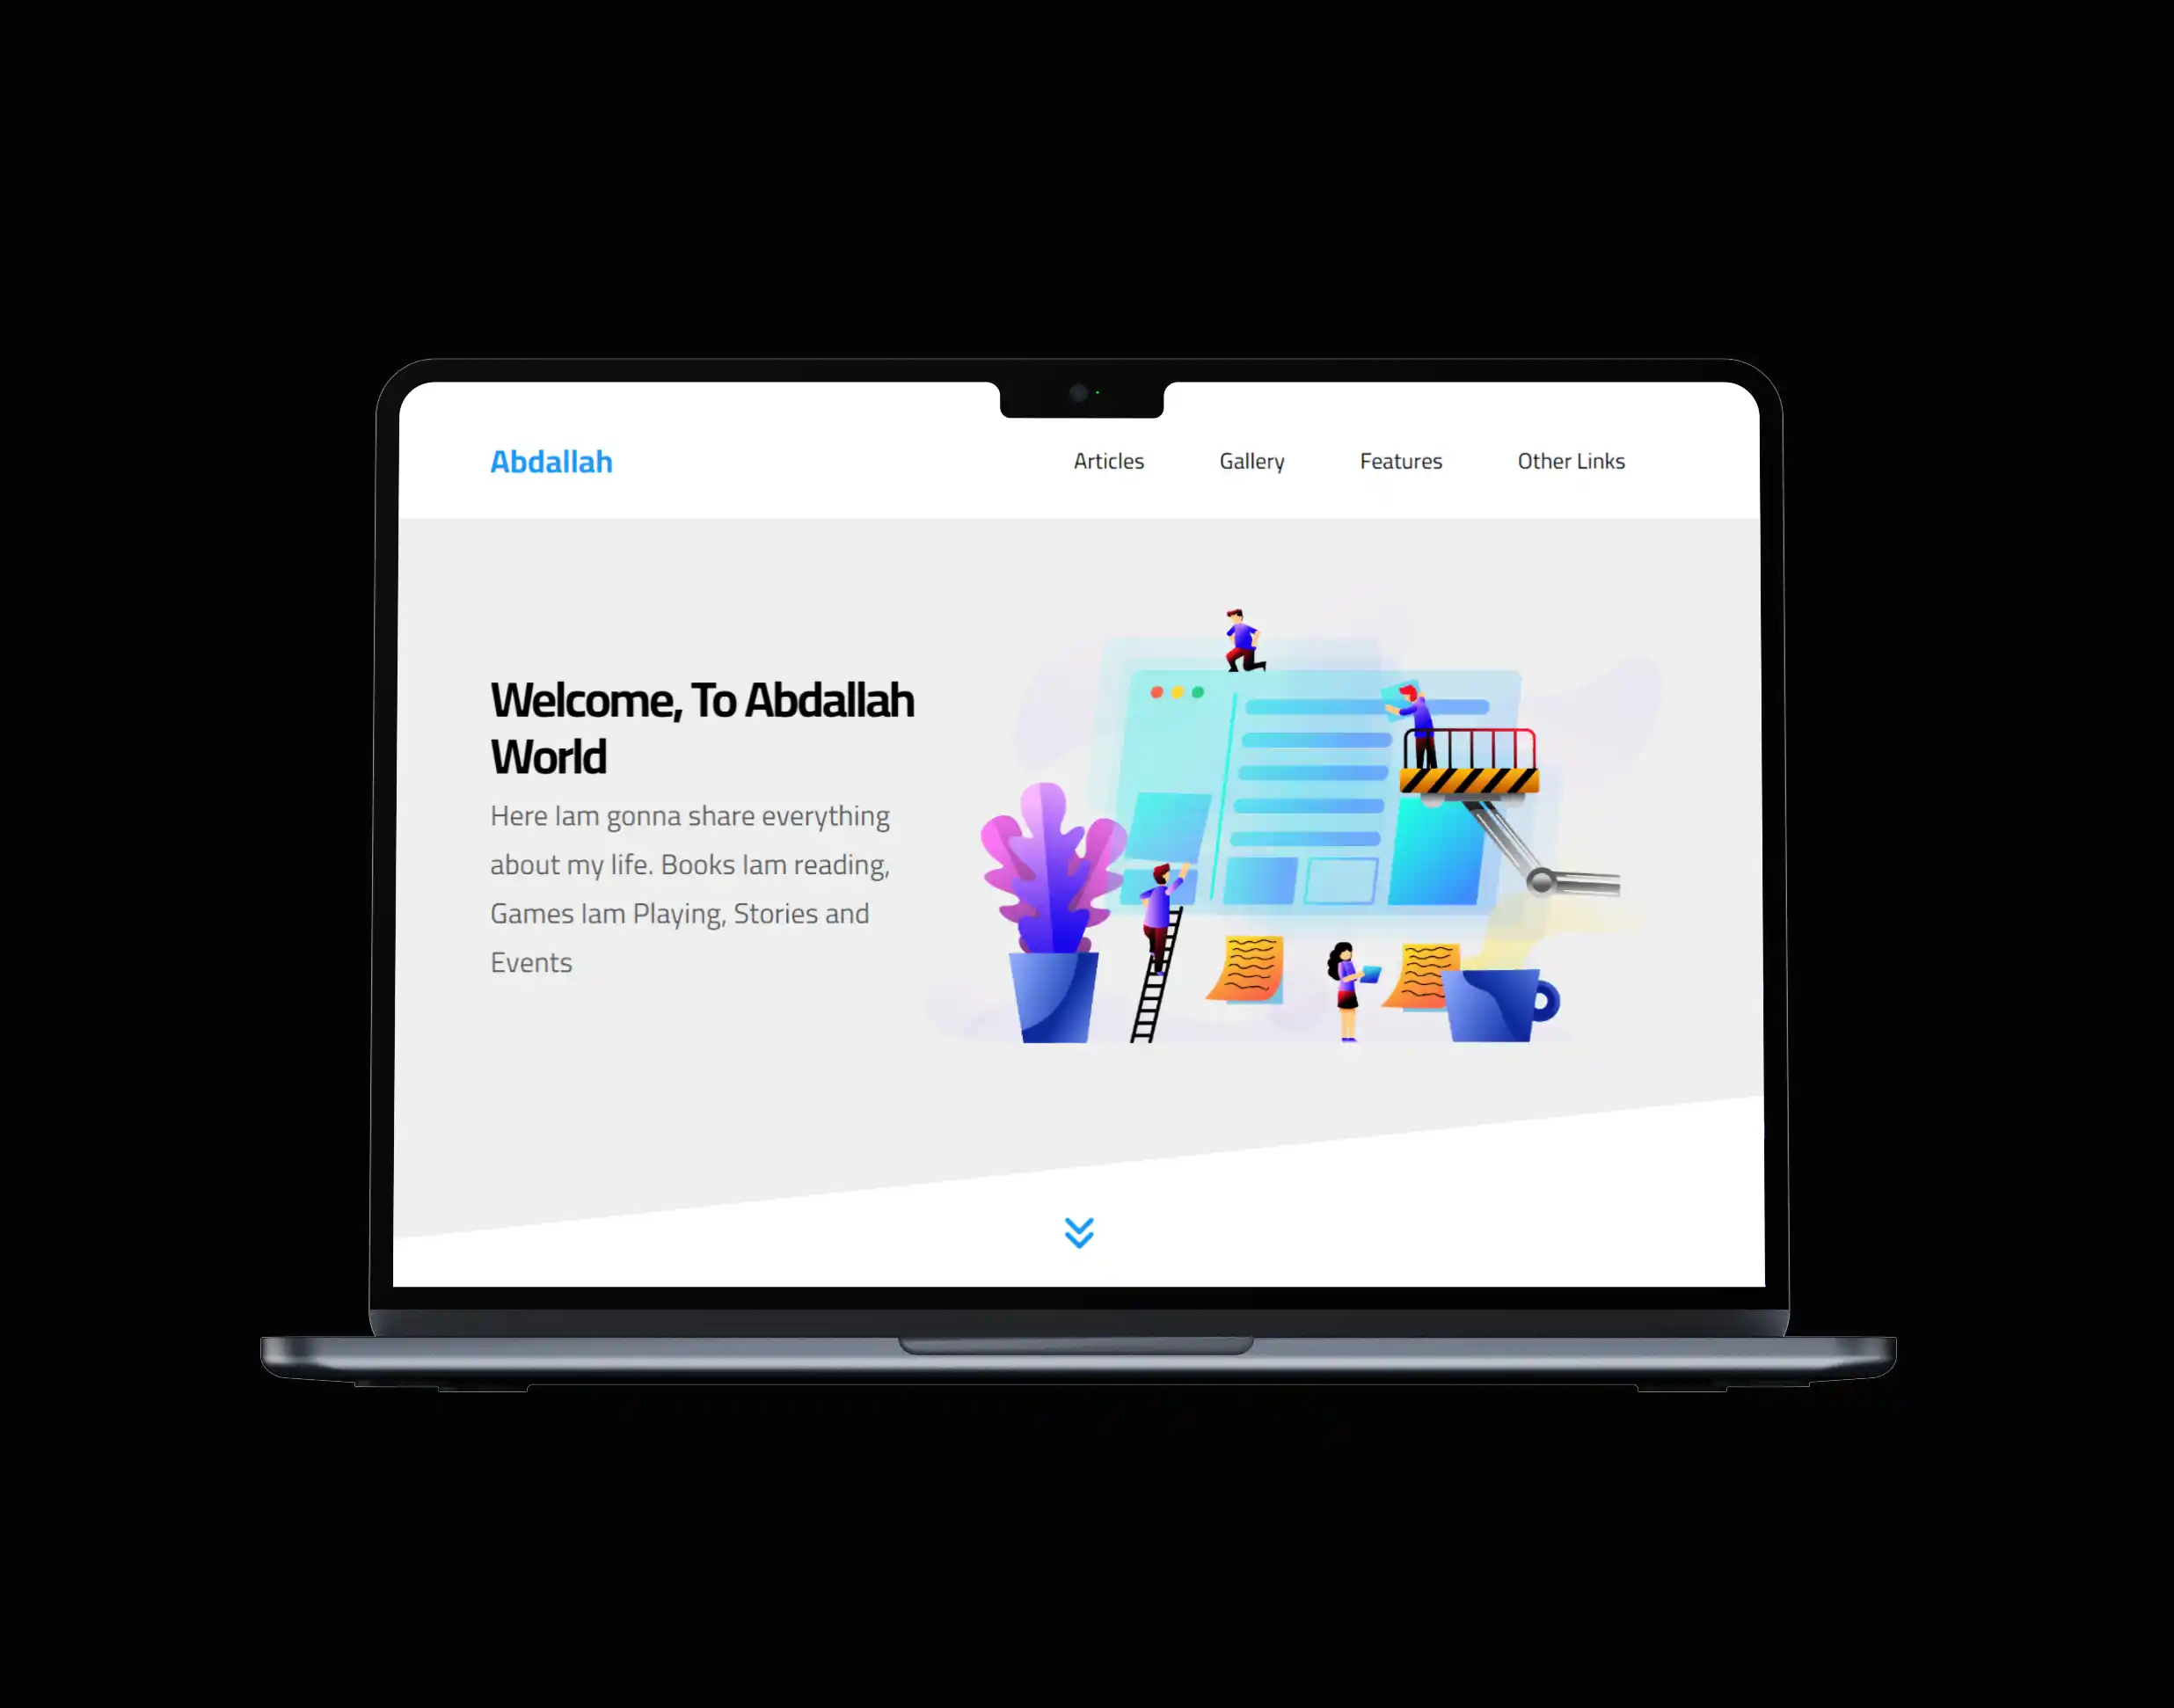 Abdallah
Articles Gallery Features Other Links
Welcome, To Abdallah
World
Here Iam gonna share everything
about my life. Books Iam reading,
Games Iam Playing, Stories and
Events